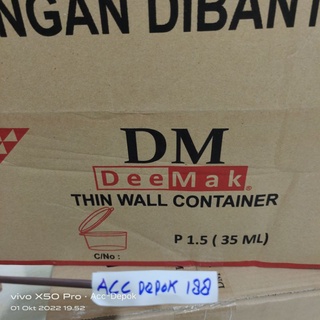 NGAN DIBANT
DM
DeeMak®
THIN WALL CONTAINER
P 1.5 ( 35 ML)
C/No :
ACC DePoK 188
vivo X50 Pro · Acc-Depok
01 Okt 2022 19.52